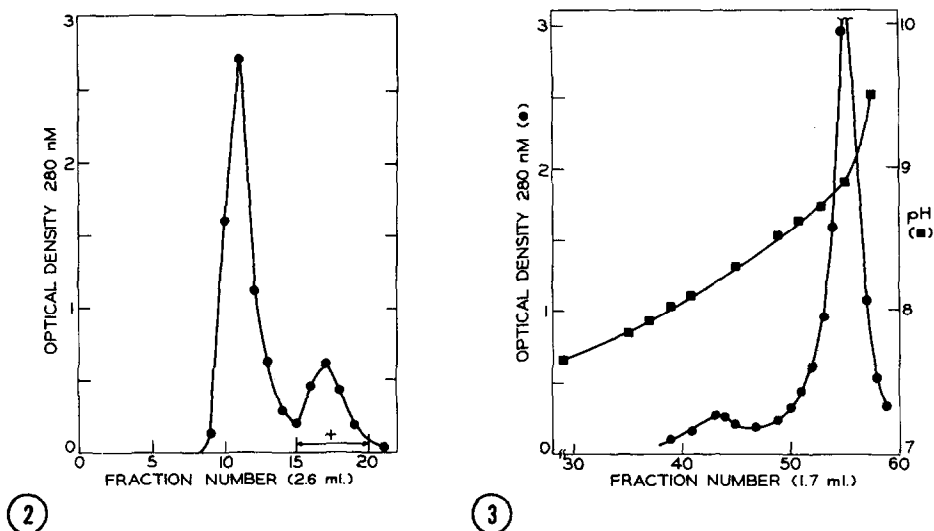 3
2
1
0
OPTICAL DENSITY 280 nM
+
0 5 10 15 20
FRACTION NUMBER (2.6 ml.)
2
3
2
1
0
OPTICAL DENSITY 280 nM (●)
10
9
8
7
pH
(■)
30 40 50 60
FRACTION NUMBER (1.7 ml.)
3